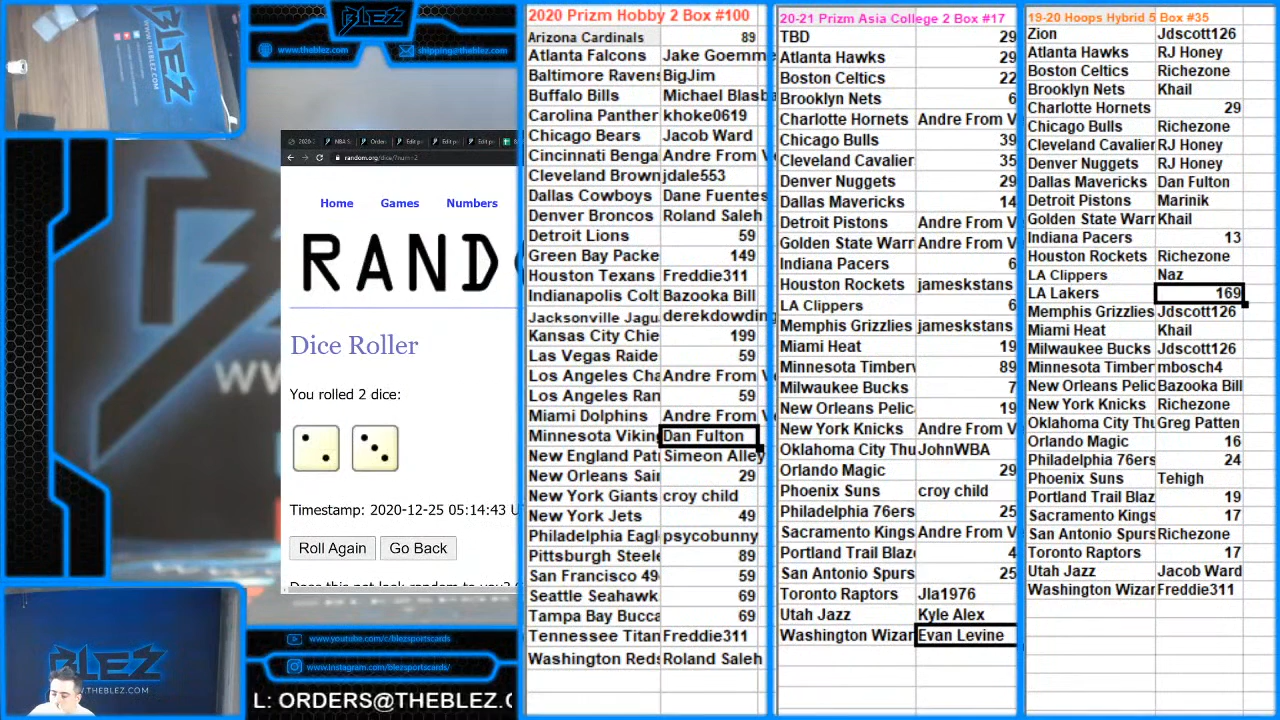 BLEZ
WWW.THEBLEZ.COM
BLEZ
www.theblez.com
shipping@theblez.com
random.org/dice/?num=2
Home Games Numbers
RAND
Dice Roller
You rolled 2 dice:
Timestamp: 2020-12-25 05:14:43 U
Roll Again Go Back
BLEZ
WWW.THEBLEZ.COM
www.youtube.com/c/blezsportscards
www.instagram.com/blezsportscards/
L: ORDERS@THEBLEZ.C
2020 Prizm Hobby 2 Box #100
Arizona Cardinals 89
Atlanta Falcons Jake Goemme
Baltimore Ravens BigJim
Buffalo Bills Michael Blasba
Carolina Panther khoke0619
Chicago Bears Jacob Ward
Cincinnati Benga Andre From Ve
Cleveland Brown jdale553
Dallas Cowboys Dane Fuentes
Denver Broncos Roland Saleh
Detroit Lions 59
Green Bay Packe 149
Houston Texans Freddie311
Indianapolis Colt Bazooka Bill
Jacksonville Jagu derekdowding
Kansas City Chie 199
Las Vegas Raide 59
Los Angeles Cha Andre From V
Los Angeles Ran 59
Miami Dolphins Andre From Ve
Minnesota Viking Dan Fulton
New England Patr Simeon Alley
New Orleans Sain 29
New York Giants croy child
New York Jets 49
Philadelphia Eagl psycobunny
Pittsburgh Steele 89
San Francisco 49 59
Seattle Seahawk 69
Tampa Bay Bucca 69
Tennessee Titan Freddie311
Washington Reds Roland Saleh
20-21 Prizm Asia College 2 Box #17
TBD 29
Atlanta Hawks 29
Boston Celtics 22
Brooklyn Nets 6
Charlotte Hornets Andre From V
Chicago Bulls 39
Cleveland Cavalier 35
Denver Nuggets 29
Dallas Mavericks 14
Detroit Pistons Andre From V
Golden State Warr Andre From V
Indiana Pacers 6
Houston Rockets jameskstans
LA Clippers 6
Memphis Grizzlies jameskstans
Miami Heat 19
Minnesota Timberv 89
Milwaukee Bucks 7
New Orleans Pelic 19
New York Knicks Andre From V
Oklahoma City Thu JohnWBA
Orlando Magic 29
Phoenix Suns croy child
Philadelphia 76ers 25
Sacramento Kings Andre From V
Portland Trail Blaze 4
San Antonio Spurs 25
Toronto Raptors Jla1976
Utah Jazz Kyle Alex
Washington Wizar Evan Levine
19-20 Hoops Hybrid 5 Box #35
Zion Jdscott126
Atlanta Hawks RJ Honey
Boston Celtics Richezone
Brooklyn Nets Khail
Charlotte Hornets 29
Chicago Bulls Richezone
Cleveland Cavalier RJ Honey
Denver Nuggets RJ Honey
Dallas Mavericks Dan Fulton
Detroit Pistons Marinik
Golden State Warr Khail
Indiana Pacers 13
Houston Rockets Richezone
LA Clippers Naz
LA Lakers 169
Memphis Grizzlies Jdscott126
Miami Heat Khail
Milwaukee Bucks Jdscott126
Minnesota Timber mbosch4
New Orleans Pelic Bazooka Bill
New York Knicks Richezone
Oklahoma City Thu Greg Patten
Orlando Magic 16
Philadelphia 76ers 24
Phoenix Suns Tehigh
Portland Trail Blaz 19
Sacramento Kings 17
San Antonio Spurs Richezone
Toronto Raptors 17
Utah Jazz Jacob Ward
Washington Wizar Freddie311